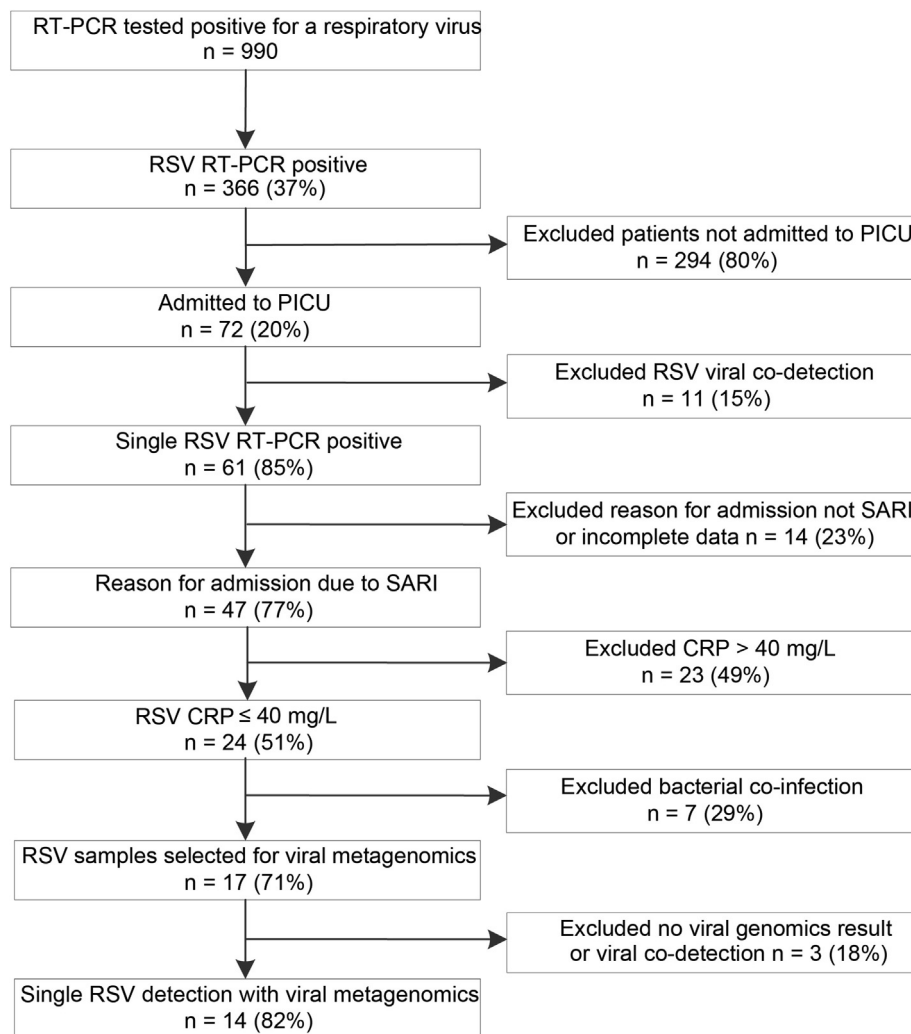 RT-PCR tested positive for a respiratory virus
n = 990
RSV RT-PCR positive
n = 366 (37%)
Excluded patients not admitted to PICU
n = 294 (80%)
Admitted to PICU
n = 72 (20%)
Excluded RSV viral co-detection
n = 11 (15%)
Single RSV RT-PCR positive
n = 61 (85%)
Excluded reason for admission not SARI
or incomplete data n = 14 (23%)
Reason for admission due to SARI
n = 47 (77%)
Excluded CRP > 40 mg/L
n = 23 (49%)
RSV CRP ≤ 40 mg/L
n = 24 (51%)
Excluded bacterial co-infection
n = 7 (29%)
RSV samples selected for viral metagenomics
n = 17 (71%)
Excluded no viral genomics result
or viral co-detection n = 3 (18%)
Single RSV detection with viral metagenomics
n = 14 (82%)